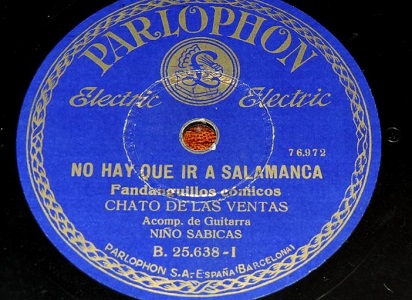 PARLOPHON
Electric Electric
76,972
NO HAY QUE IR A SALAMANCA
Fandanguillos cómicos
CHATO DE LAS VENTAS
Acomp. de Guitarra
NIÑO SABICAS
B. 25.638-I
PARLOPHON S.A.-ESPAÑA (BARCELONA)